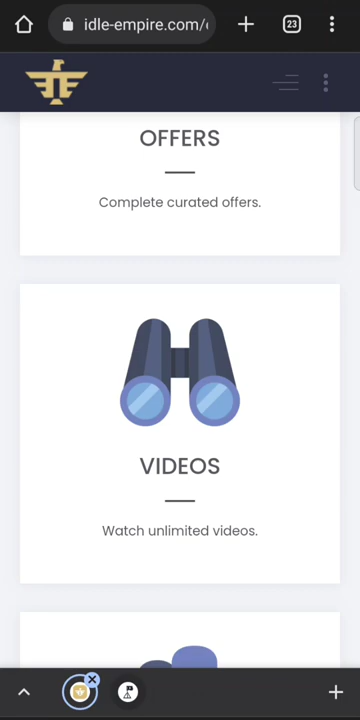 idle-empire.com/
23
OFFERS
Complete curated offers.
VIDEOS
Watch unlimited videos.